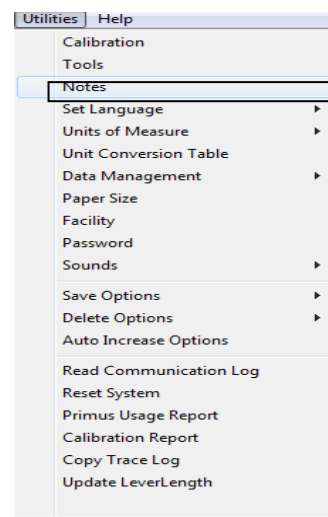 Utilities Help
Calibration
Tools
Notes
Set Language
Units of Measure
Unit Conversion Table
Data Management
Paper Size
Facility
Password
Sounds
Save Options
Delete Options
Auto Increase Options
Read Communication Log
Reset System
Primus Usage Report
Calibration Report
Copy Trace Log
Update LeverLength